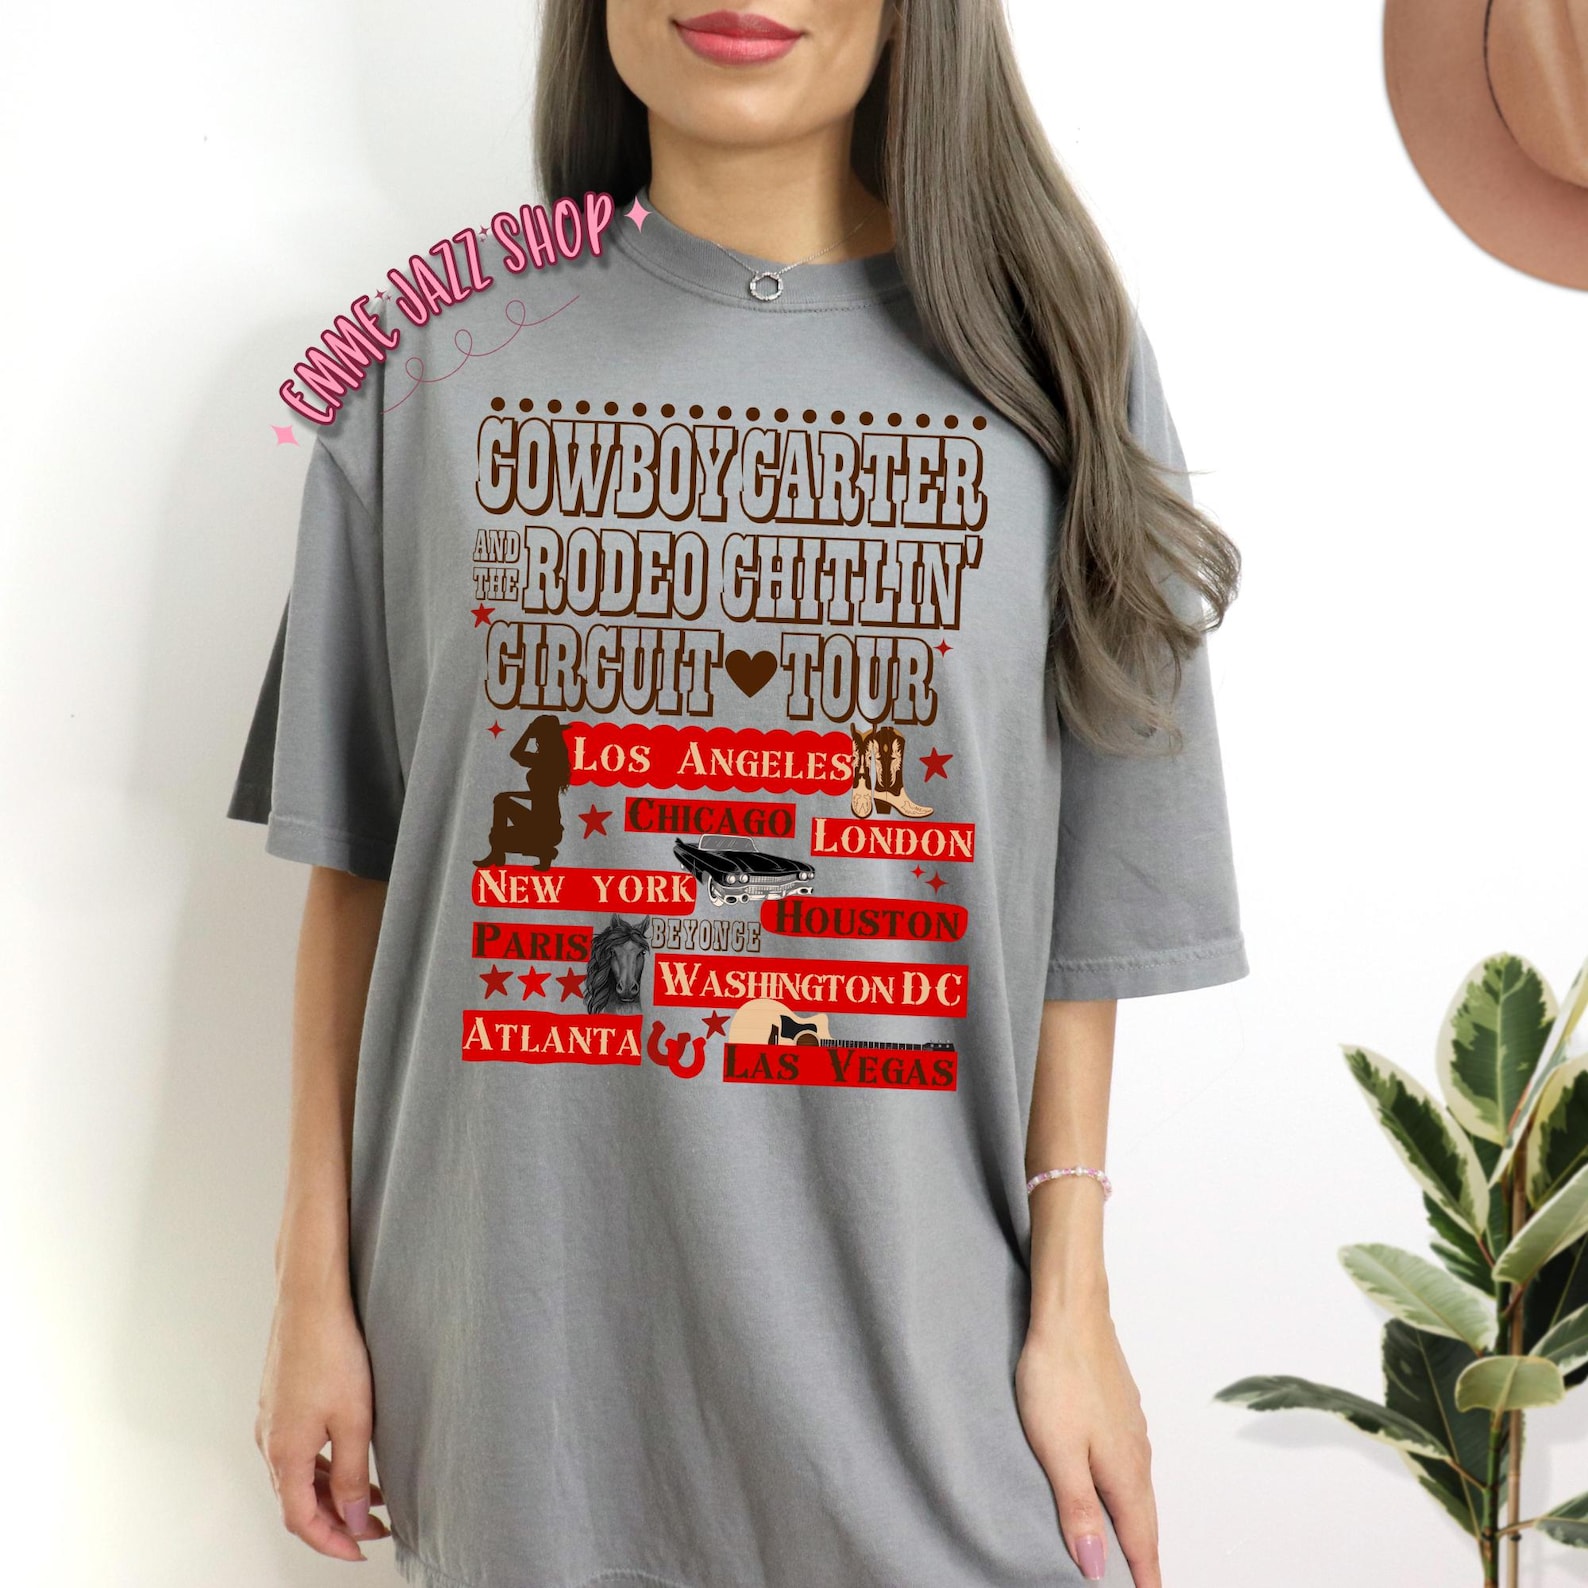 EMME JAZZ SHOP
COWBOY CARTER
AND THE RODEO CHITLIN'
CIRCUIT TOUR
LOS ANGELES
CHICAGO
LONDON
NEW YORK
HOUSTON
PARIS
BEYONCE
WASHINGTON DC
ATLANTA
LAS VEGAS